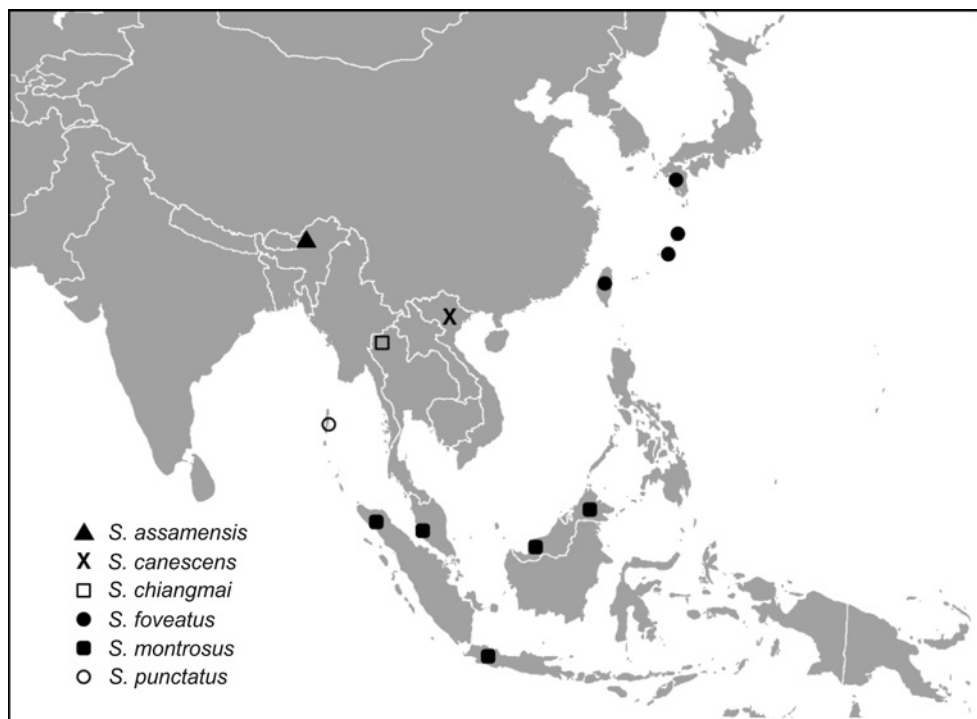 S. assamensis
X S. canescens
S. chiangmai
S. foveatus
S. montrosus
S. punctatus
X